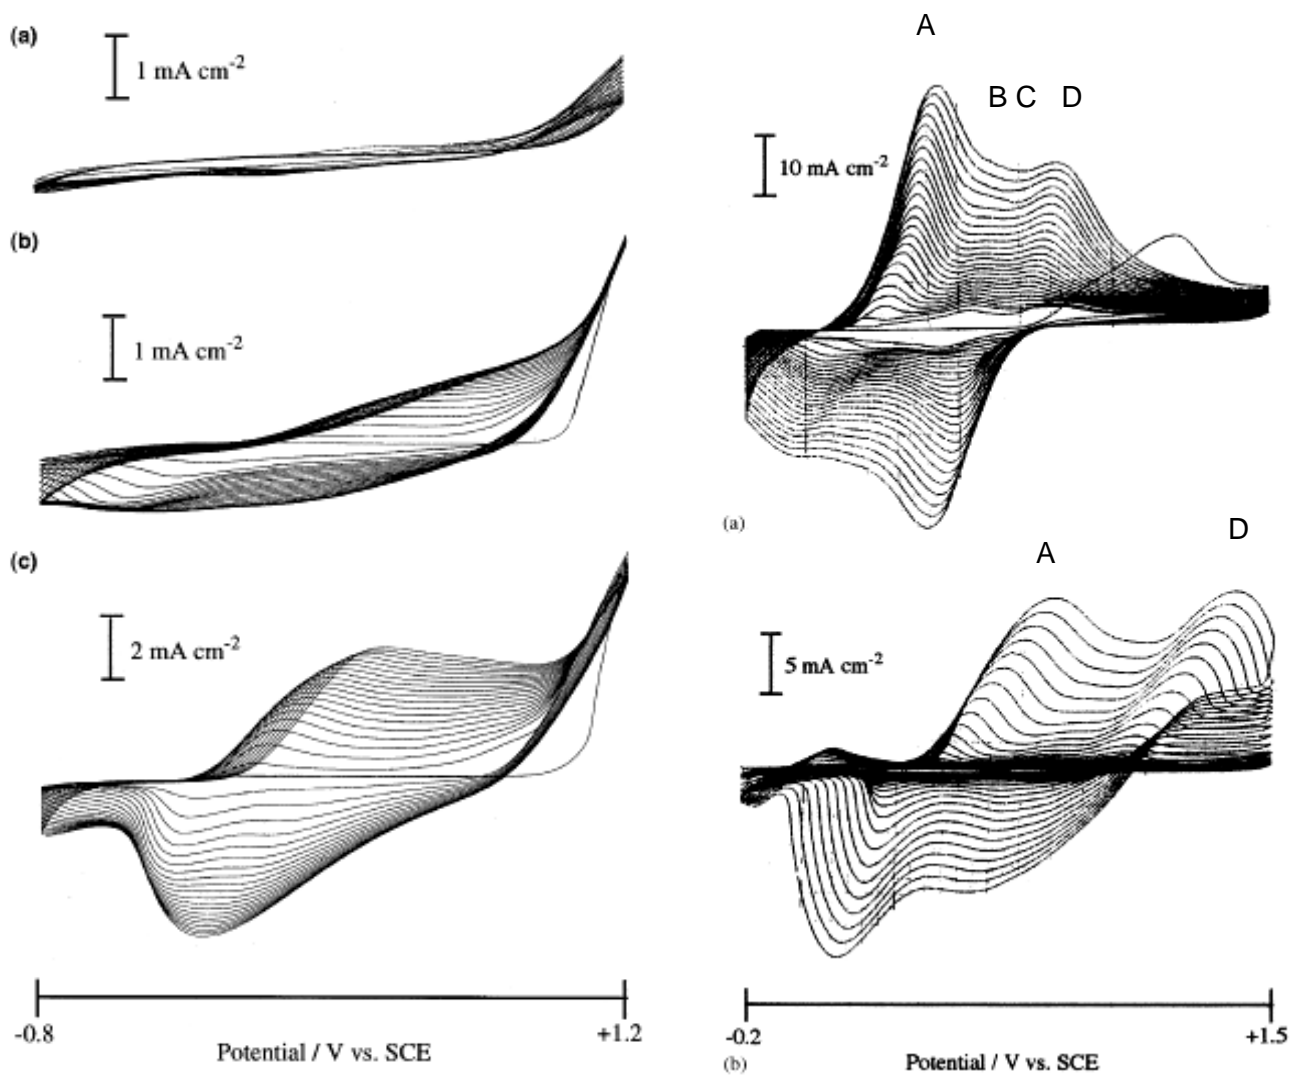 (a)
1 mA cm-2
(b)
1 mA cm-2
(c)
2 mA cm-2
-0.8
+1.2
Potential / V vs. SCE
A
B C D
10 mA cm-2
(a)
D
A
5 mA cm-2
-0.2
+1.5
(b)
Potential / V vs. SCE